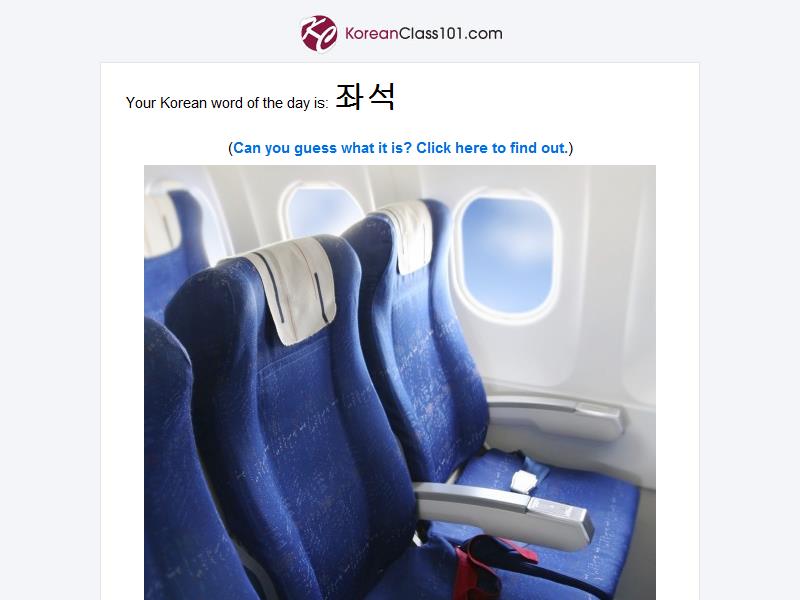 KC KoreanClass101.com
Your Korean word of the day is: 좌석
(Can you guess what it is? Click here to find out.)